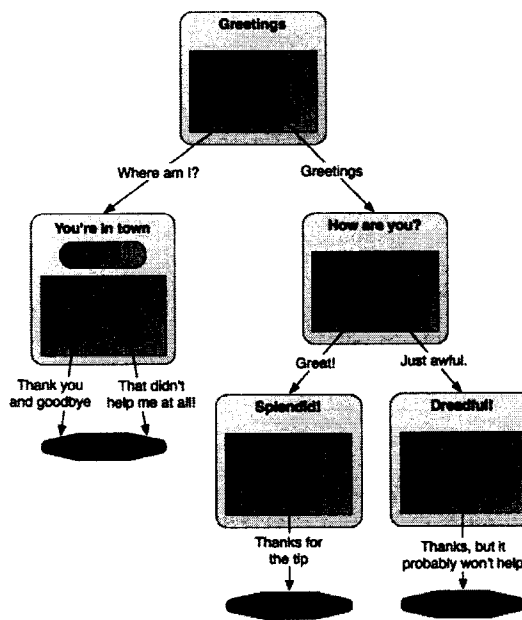 Greetings
Where am I?
Greetings
You're in town
How are you?
Great!
Just awful.
Thank you
and goodbye
That didn't
help me at all!
Splendid!
Dreadful!
Thanks for
the tip
Thanks, but it
probably won't help